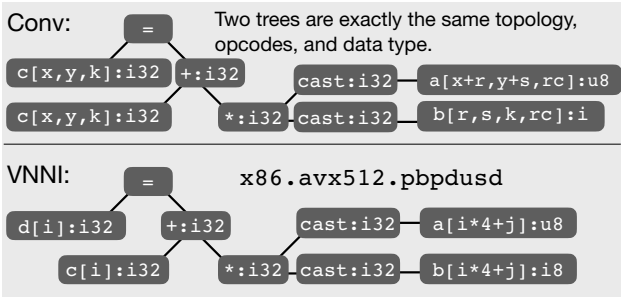 Conv:
=
Two trees are exactly the same topology,
opcodes, and data type.
c[x,y,k]:i32
+:i32
cast:i32
a[x+r,y+s,rc]:u8
c[x,y,k]:i32
*:i32
cast:i32
b[r,s,k,rc]:i
VNNI:
=
x86.avx512.pbpdusd
d[i]:i32
+:i32
cast:i32
a[i*4+j]:u8
c[i]:i32
*:i32
cast:i32
b[i*4+j]:i8